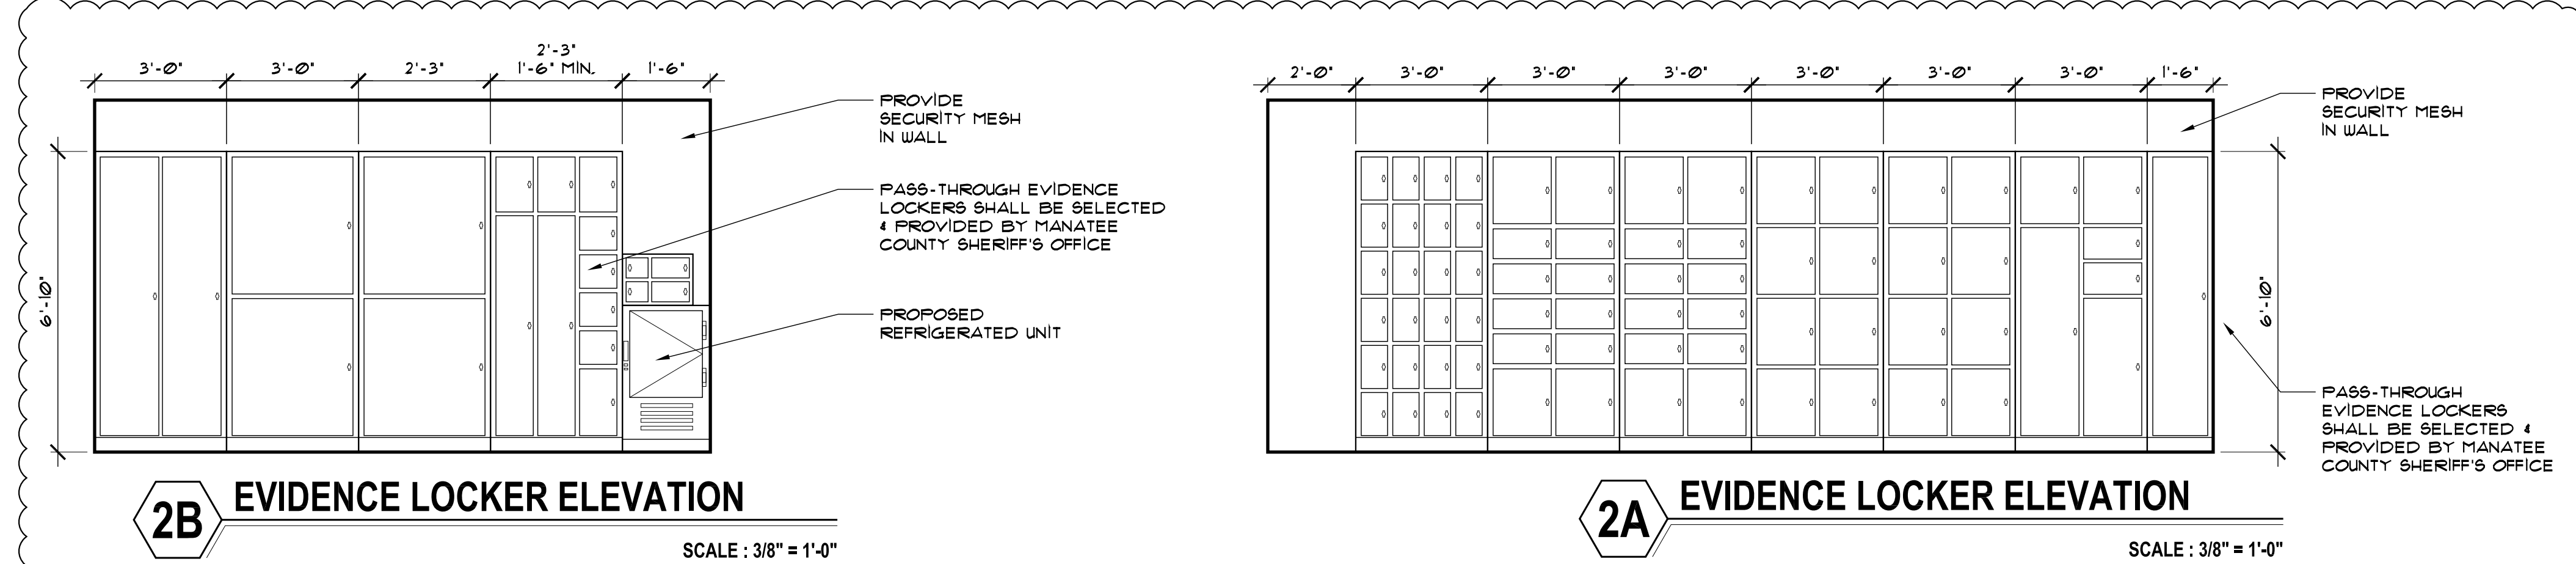 3'-0" 3'-0" 2'-3" 2'-3" 1'-6" MIN. 1'-6"
6'-10"
PROVIDE
SECURITY MESH
IN WALL
PASS-THROUGH EVIDENCE
LOCKERS SHALL BE SELECTED
& PROVIDED BY MANATEE
COUNTY SHERIFF'S OFFICE
PROPOSED
REFRIGERATED UNIT
2B EVIDENCE LOCKER ELEVATION
SCALE : 3/8" = 1'-0"
2'-0" 3'-0" 3'-0" 3'-0" 3'-0" 3'-0" 3'-0" 1'-6"
PROVIDE
SECURITY MESH
IN WALL
6'-10"
PASS-THROUGH
EVIDENCE LOCKERS
SHALL BE SELECTED &
PROVIDED BY MANATEE
COUNTY SHERIFF'S OFFICE
2A EVIDENCE LOCKER ELEVATION
SCALE : 3/8" = 1'-0"